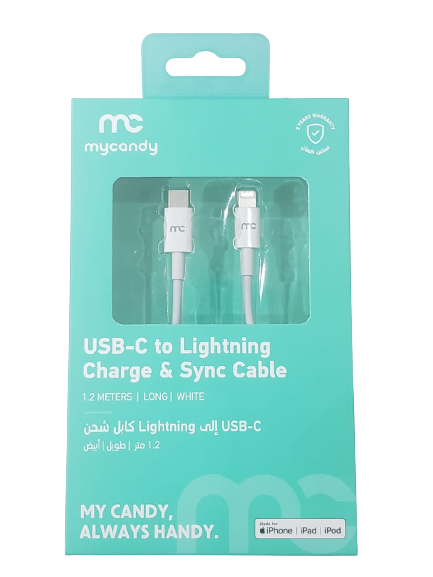 mc
mycandy
2 YEARS WARRANTY
سنتين ضمان
mc
mc
USB-C to Lightning
Charge & Sync Cable
1.2 METERS | LONG | WHITE
USB-C إلى Lightning كابل شحن
1.2 متر | طويل | أبيض
MY CANDY,
ALWAYS HANDY.
mc
Made for
iPhone | iPad | iPod